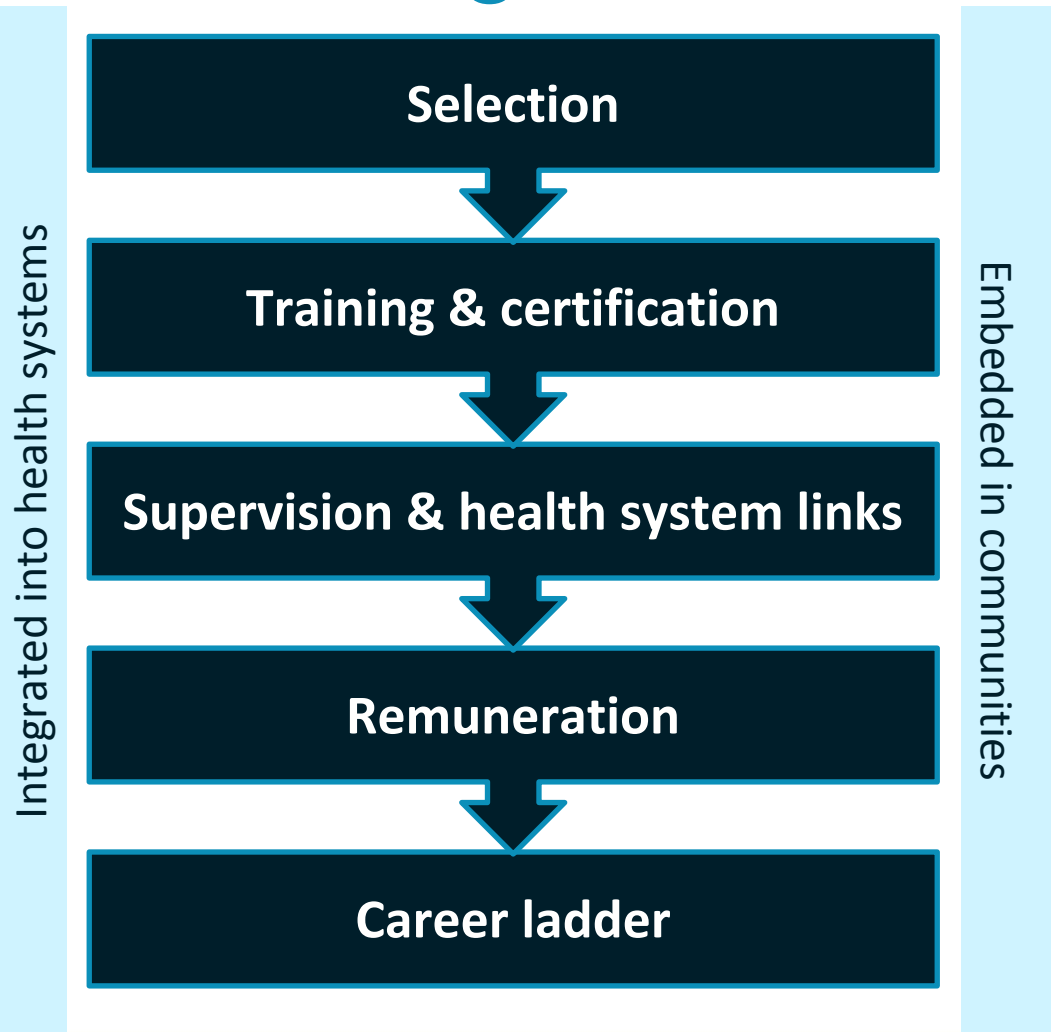 Selection
Training & certification
Supervision & health system links
Remuneration
Career ladder
Integrated into health systems
Embedded in communities